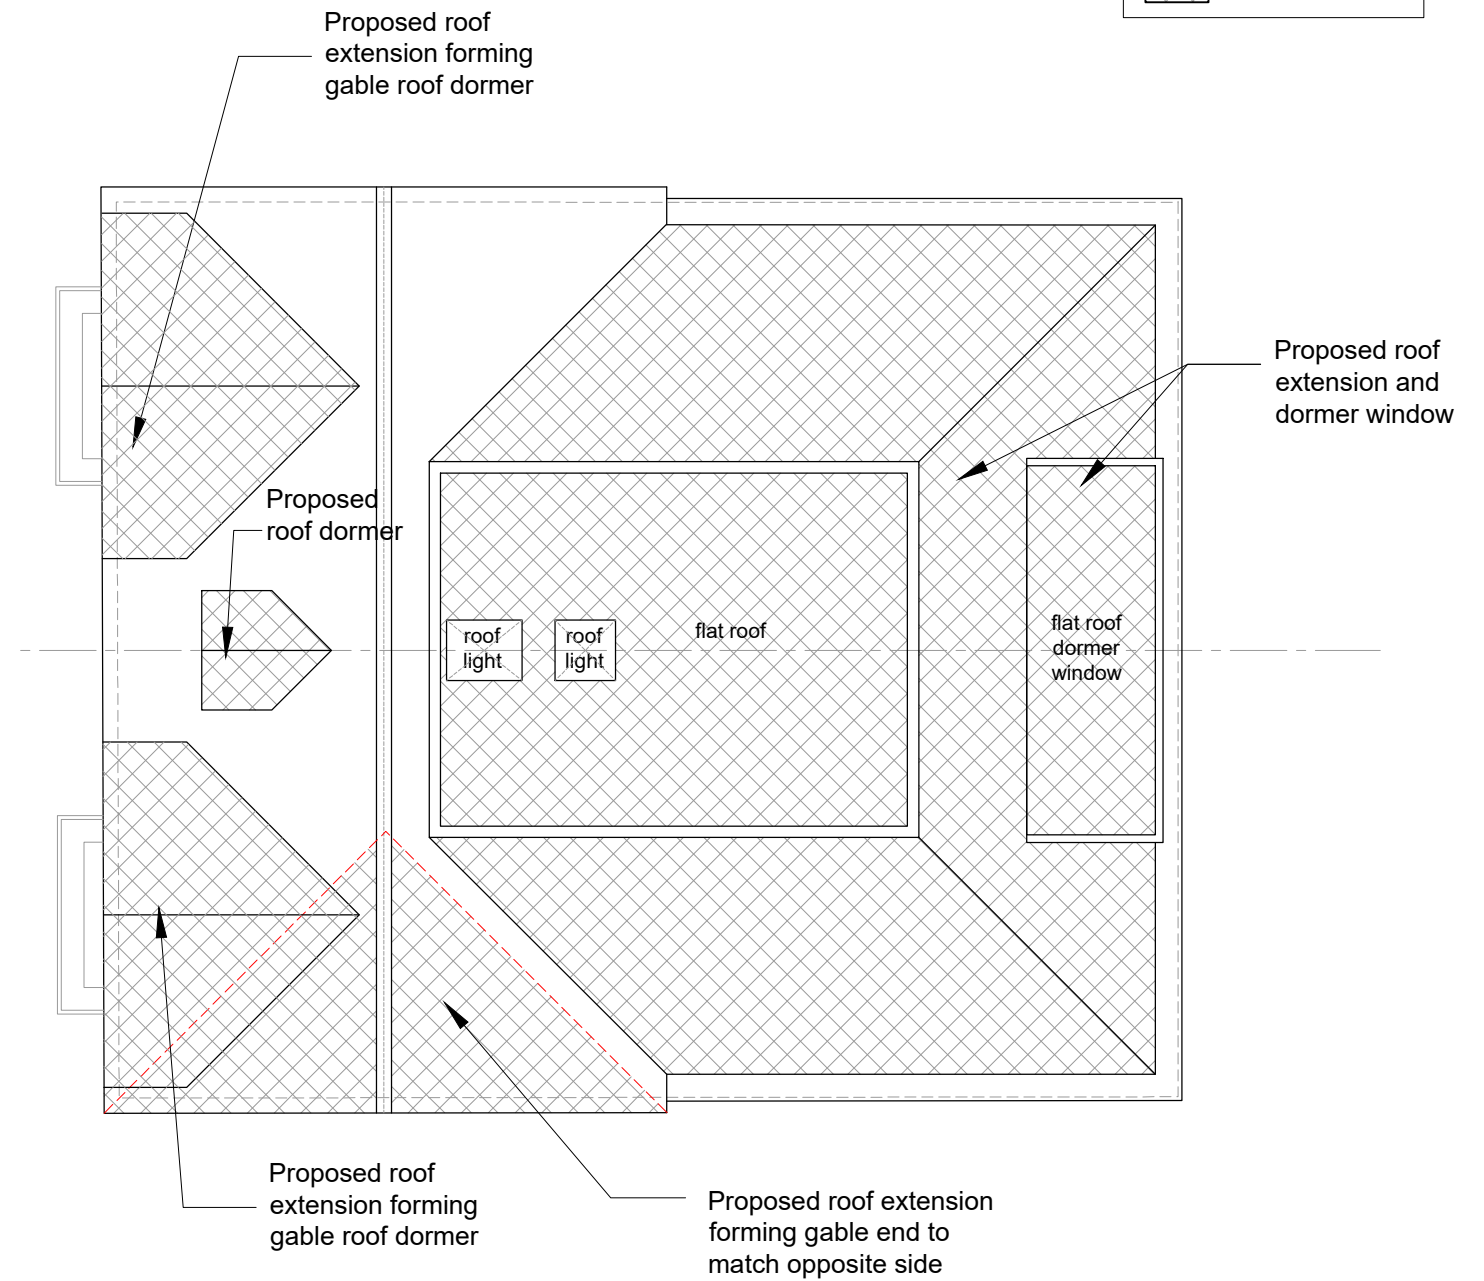 Proposed roof
extension forming
gable roof dormer
Proposed roof
extension and
dormer window
Proposed
roof dormer
roof
light
roof
light
flat roof
flat roof
dormer
window
Proposed roof
extension forming
gable roof dormer
Proposed roof extension
forming gable end to
match opposite side